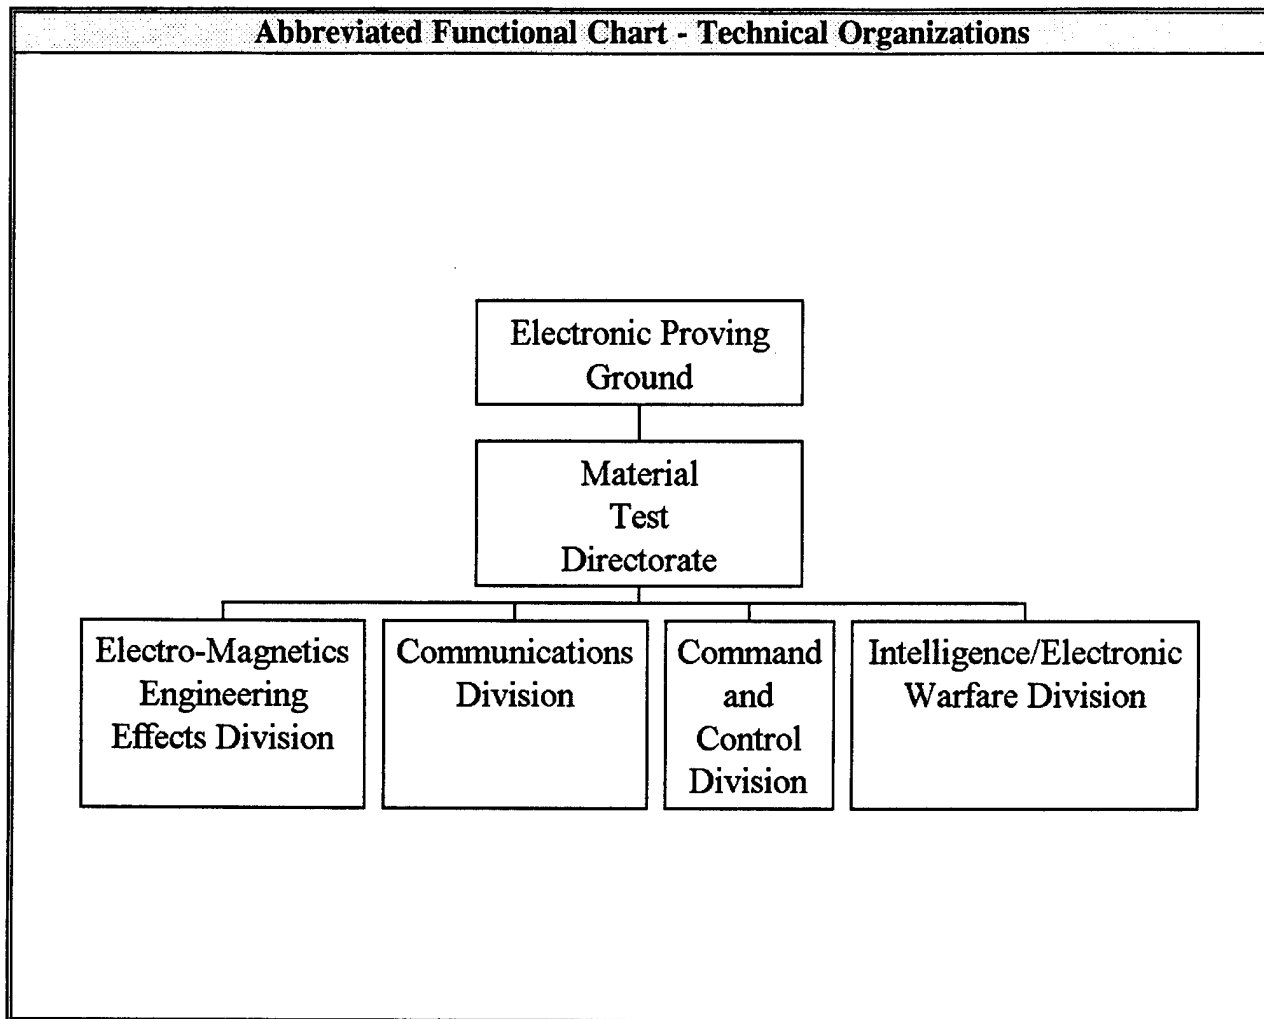 Abbreviated Functional Chart - Technical Organizations
Electronic Proving
Ground
Material
Test
Directorate
Electro-Magnetics
Engineering
Effects Division
Communications
Division
Command
and
Control
Division
Intelligence/Electronic
Warfare Division